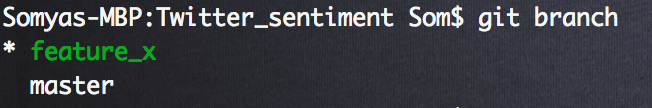 Somyas-MBP:Twitter_sentiment Som$ git branch
* feature_x
master